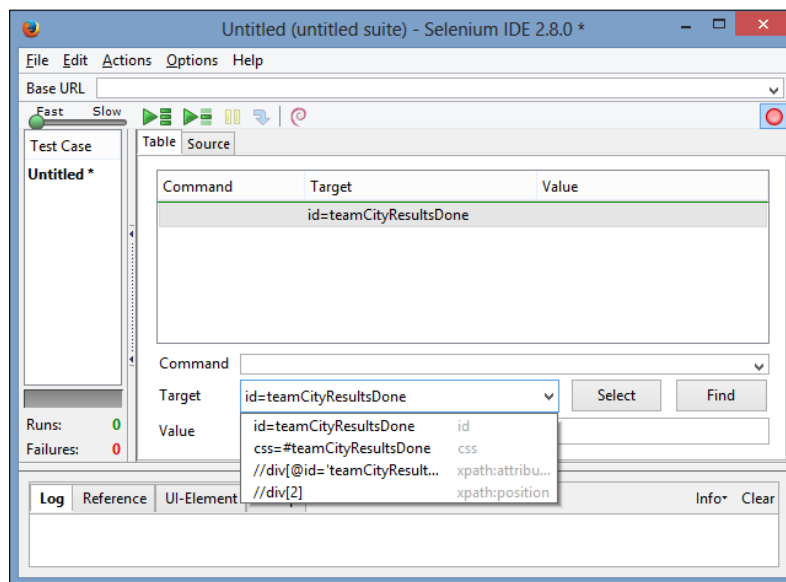 Untitled (untitled suite) - Selenium IDE 2.8.0 *
File Edit Actions Options Help
Base URL
Fast Slow
Test Case
Table Source
Untitled *
Command Target Value
id=teamCityResultsDone
Command
Target id=teamCityResultsDone Select Find
Value
id=teamCityResultsDone id
css=#teamCityResultsDone css
//div[@id='teamCityResult... xpath:attribu...
//div[2] xpath:position
Runs: 0
Failures: 0
Log Reference UI-Element
Info Clear